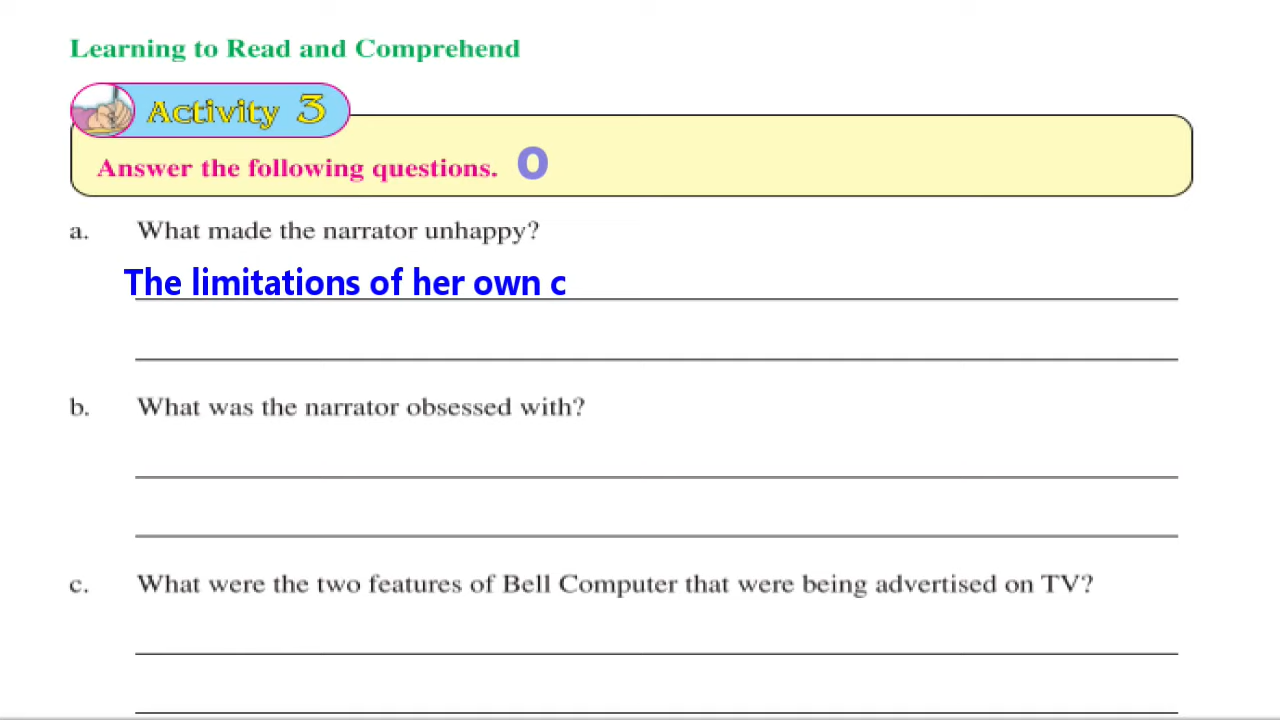 Learning to Read and Comprehend
Activity 3
Answer the following questions. O
a. What made the narrator unhappy?
The limitations of her own c
b. What was the narrator obsessed with?
c. What were the two features of Bell Computer that were being advertised on TV?